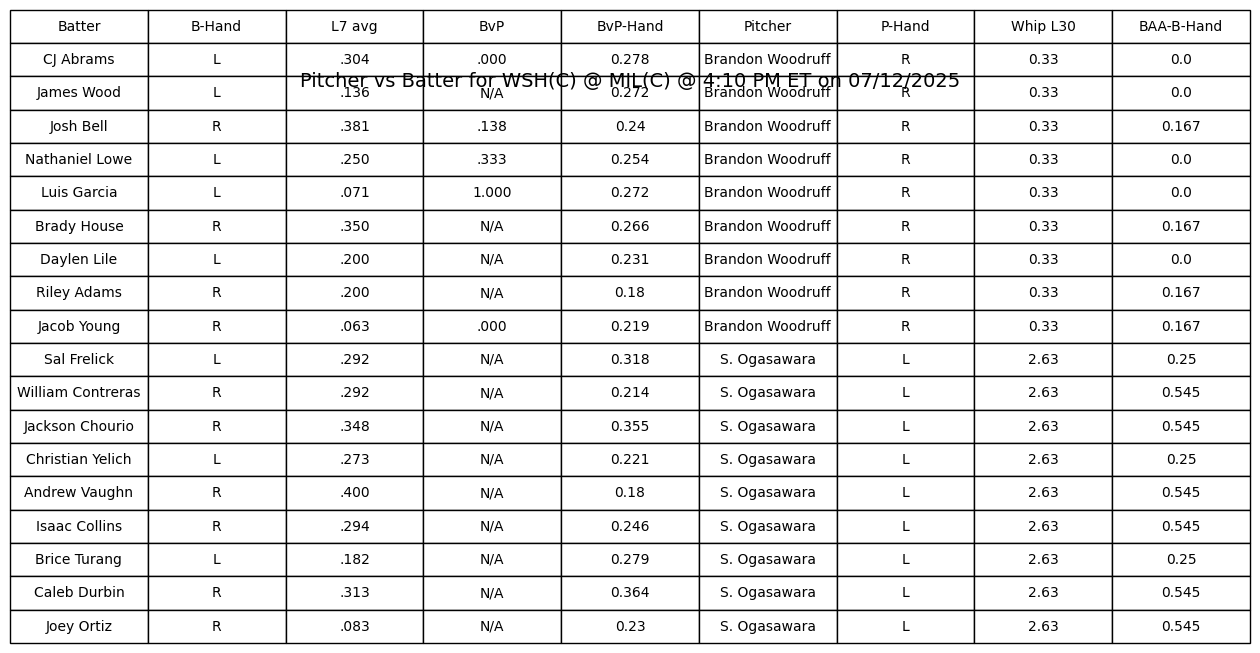 Batter B-Hand L7 avg BvP BvP-Hand Pitcher P-Hand Whip L30 BAA-B-Hand
CJ Abrams L .304 .000 0.278 Brandon Woodruff R 0.33 0.0
Pitcher vs Batter for WSH(C) @ MIL(C) @ 4:10 PM ET on 07/12/2025
James Wood L .136 N/A 0.272 Brandon Woodruff R 0.33 0.0
Josh Bell R .381 .138 0.24 Brandon Woodruff R 0.33 0.167
Nathaniel Lowe L .250 .333 0.254 Brandon Woodruff R 0.33 0.0
Luis Garcia L .071 1.000 0.272 Brandon Woodruff R 0.33 0.0
Brady House R .350 N/A 0.266 Brandon Woodruff R 0.33 0.167
Daylen Lile L .200 N/A 0.231 Brandon Woodruff R 0.33 0.0
Riley Adams R .200 N/A 0.18 Brandon Woodruff R 0.33 0.167
Jacob Young R .063 .000 0.219 Brandon Woodruff R 0.33 0.167
Sal Frelick L .292 N/A 0.318 S. Ogasawara L 2.63 0.25
William Contreras R .292 N/A 0.214 S. Ogasawara L 2.63 0.545
Jackson Chourio R .348 N/A 0.355 S. Ogasawara L 2.63 0.545
Christian Yelich L .273 N/A 0.221 S. Ogasawara L 2.63 0.25
Andrew Vaughn R .400 N/A 0.18 S. Ogasawara L 2.63 0.545
Isaac Collins R .294 N/A 0.246 S. Ogasawara L 2.63 0.545
Brice Turang L .182 N/A 0.279 S. Ogasawara L 2.63 0.25
Caleb Durbin R .313 N/A 0.364 S. Ogasawara L 2.63 0.545
Joey Ortiz R .083 N/A 0.23 S. Ogasawara L 2.63 0.545